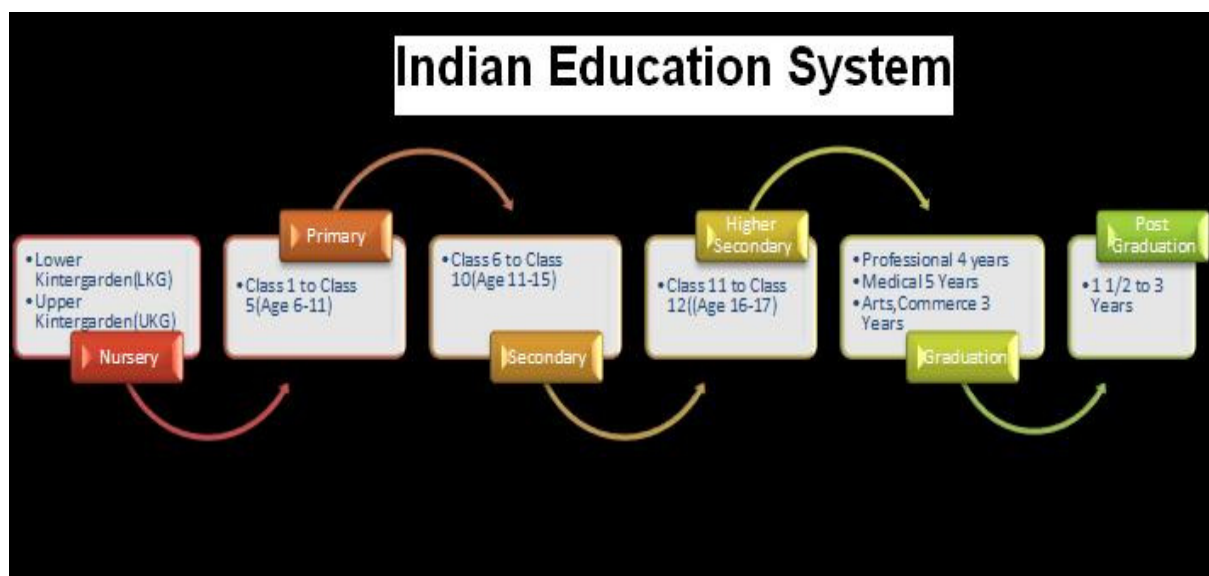 Indian Education System
•Lower
Kintergarden(LKG)
•Upper
Kintergarden(UKG)
Nursery
Primary
•Class 1 to Class
5(Age 6-11)
•Class 6 to Class
10(Age 11-15)
Secondary
Higher
Secondary
•Class 11 to Class
12((Age 16-17)
•Professional 4 years
•Medical 5 Years
•Arts,Commerce 3
Years
Graduation
Post
Graduation
•1 1/2 to 3
Years